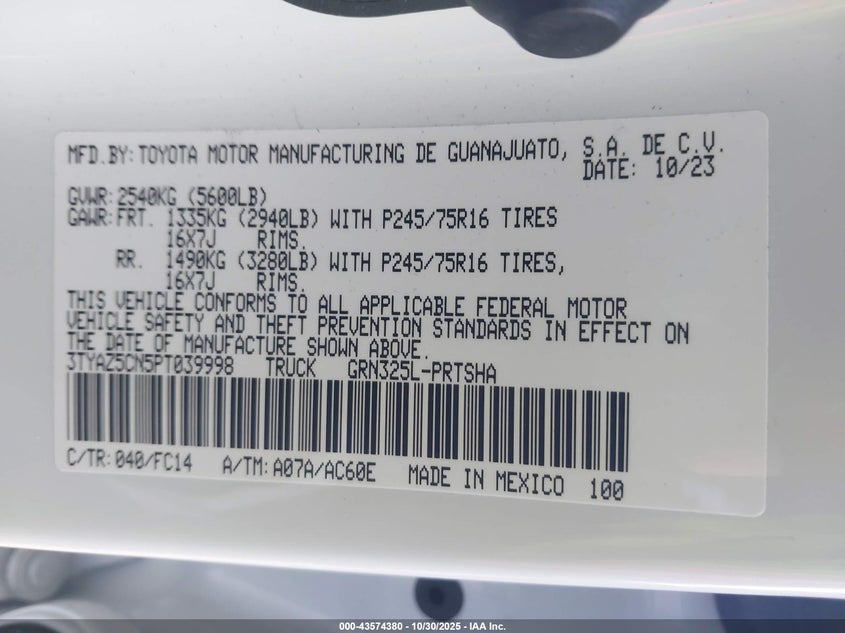 MFD.BY: TOYOTA MOTOR MANUFACTURING DE GUANAJUATO, S.A. DE C.V.
DATE: 10/23
GVWR: 2540KG (5600LB)
GAWR: FRT. 1335KG (2940LB) WITH P245/75R16 TIRES
16X7J RIMS.
RR. 1490KG (3280LB) WITH P245/75R16 TIRES,
16X7J RIMS.
THIS VEHICLE CONFORMS TO ALL APPLICABLE FEDERAL MOTOR
VEHICLE SAFETY AND THEFT PREVENTION STANDARDS IN EFFECT ON
THE DATE OF MANUFACTURE SHOWN ABOVE.
3TYAZ5CN5PT039998 TRUCK GRN325L-PRTSHA
C/TR: 040/FC14 A/TM: A07A/AC60E MADE IN MEXICO 100
000-43574380 - 10/30/2025 - IAA Inc.